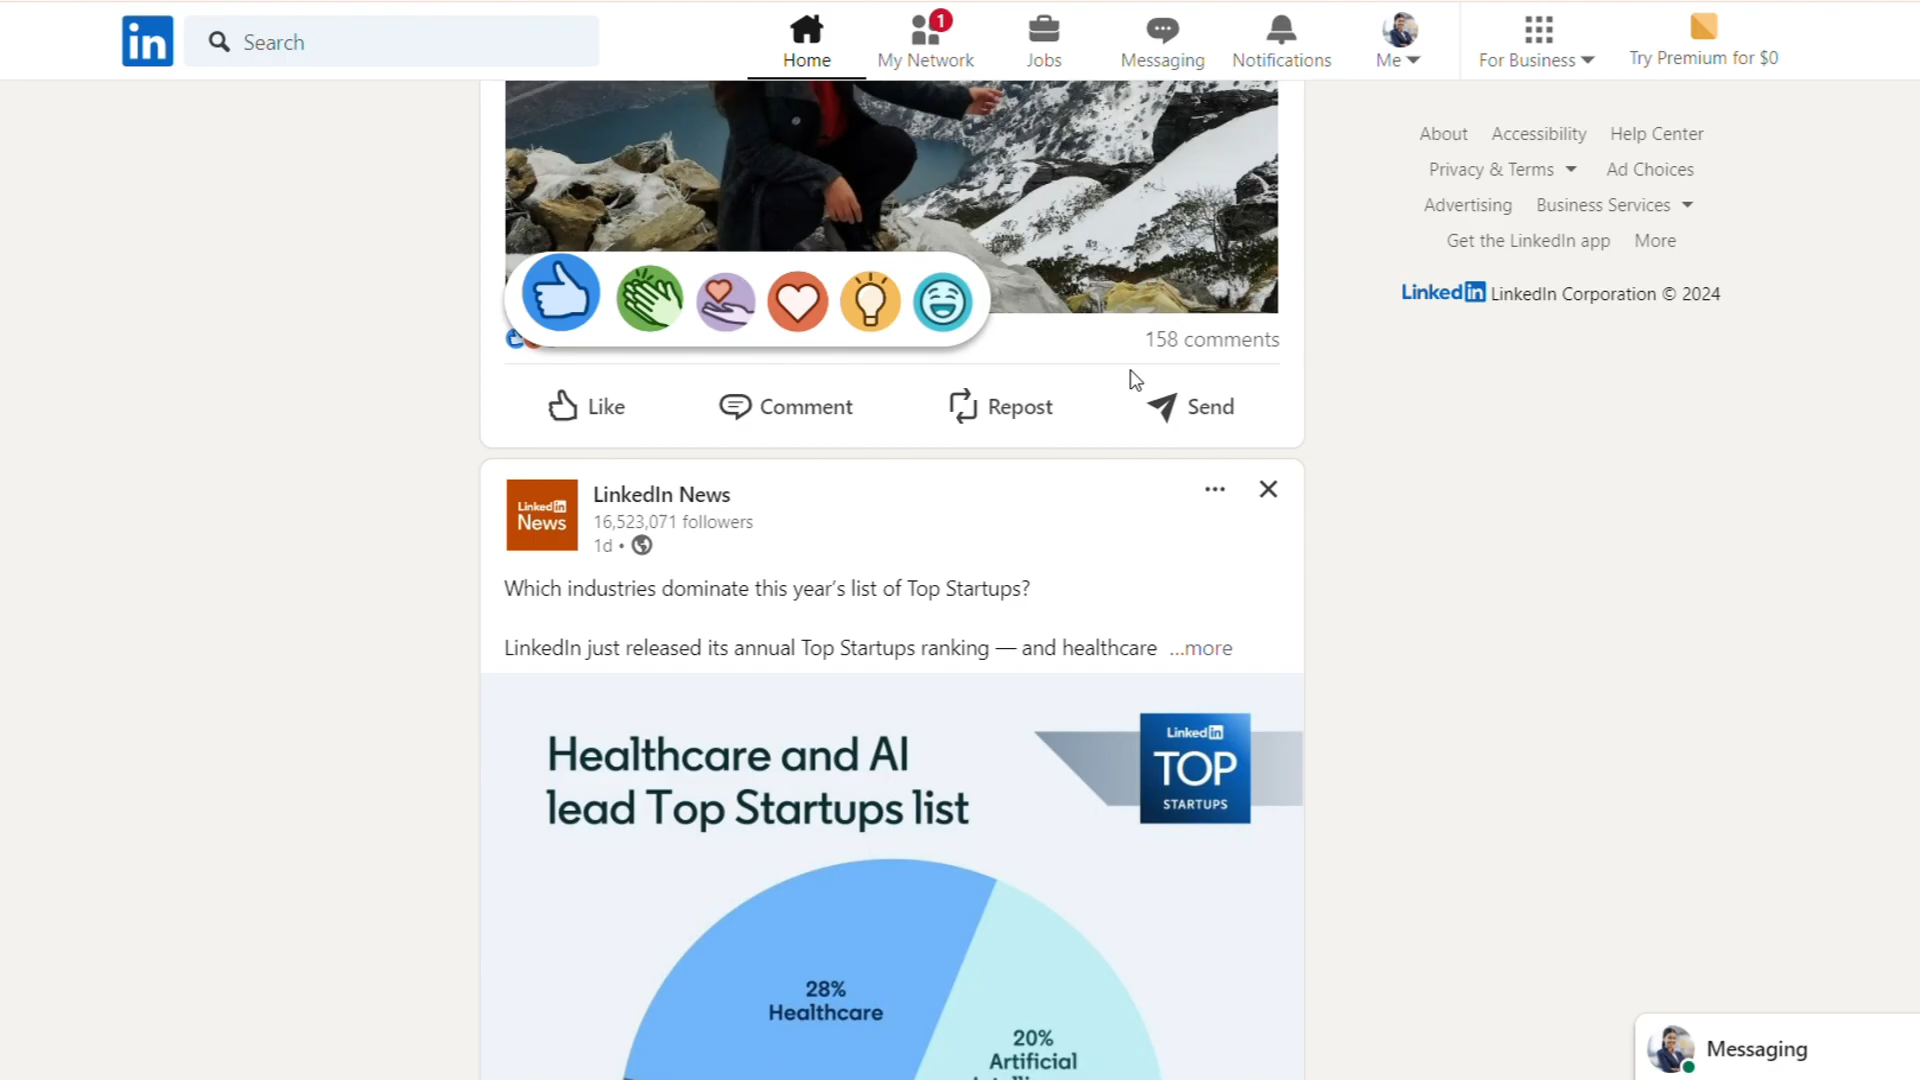 in
Search
Home
1
My Network
Jobs
Messaging
Notifications
Me
For Business
Try Premium for $0
About Accessibility Help Center
Privacy & Terms Ad Choices
Advertising Business Services
Get the LinkedIn app More
LinkedIn LinkedIn Corporation © 2024
158 comments
Like Comment Repost Send
LinkedIn
News
LinkedIn News
16,523,071 followers
1d •
Which industries dominate this year's list of Top Startups?
LinkedIn just released its annual Top Startups ranking — and healthcare ...more
Healthcare and AI
lead Top Startups list
LinkedIn
TOP
STARTUPS
28%
Healthcare
20%
Artificial
Messaging